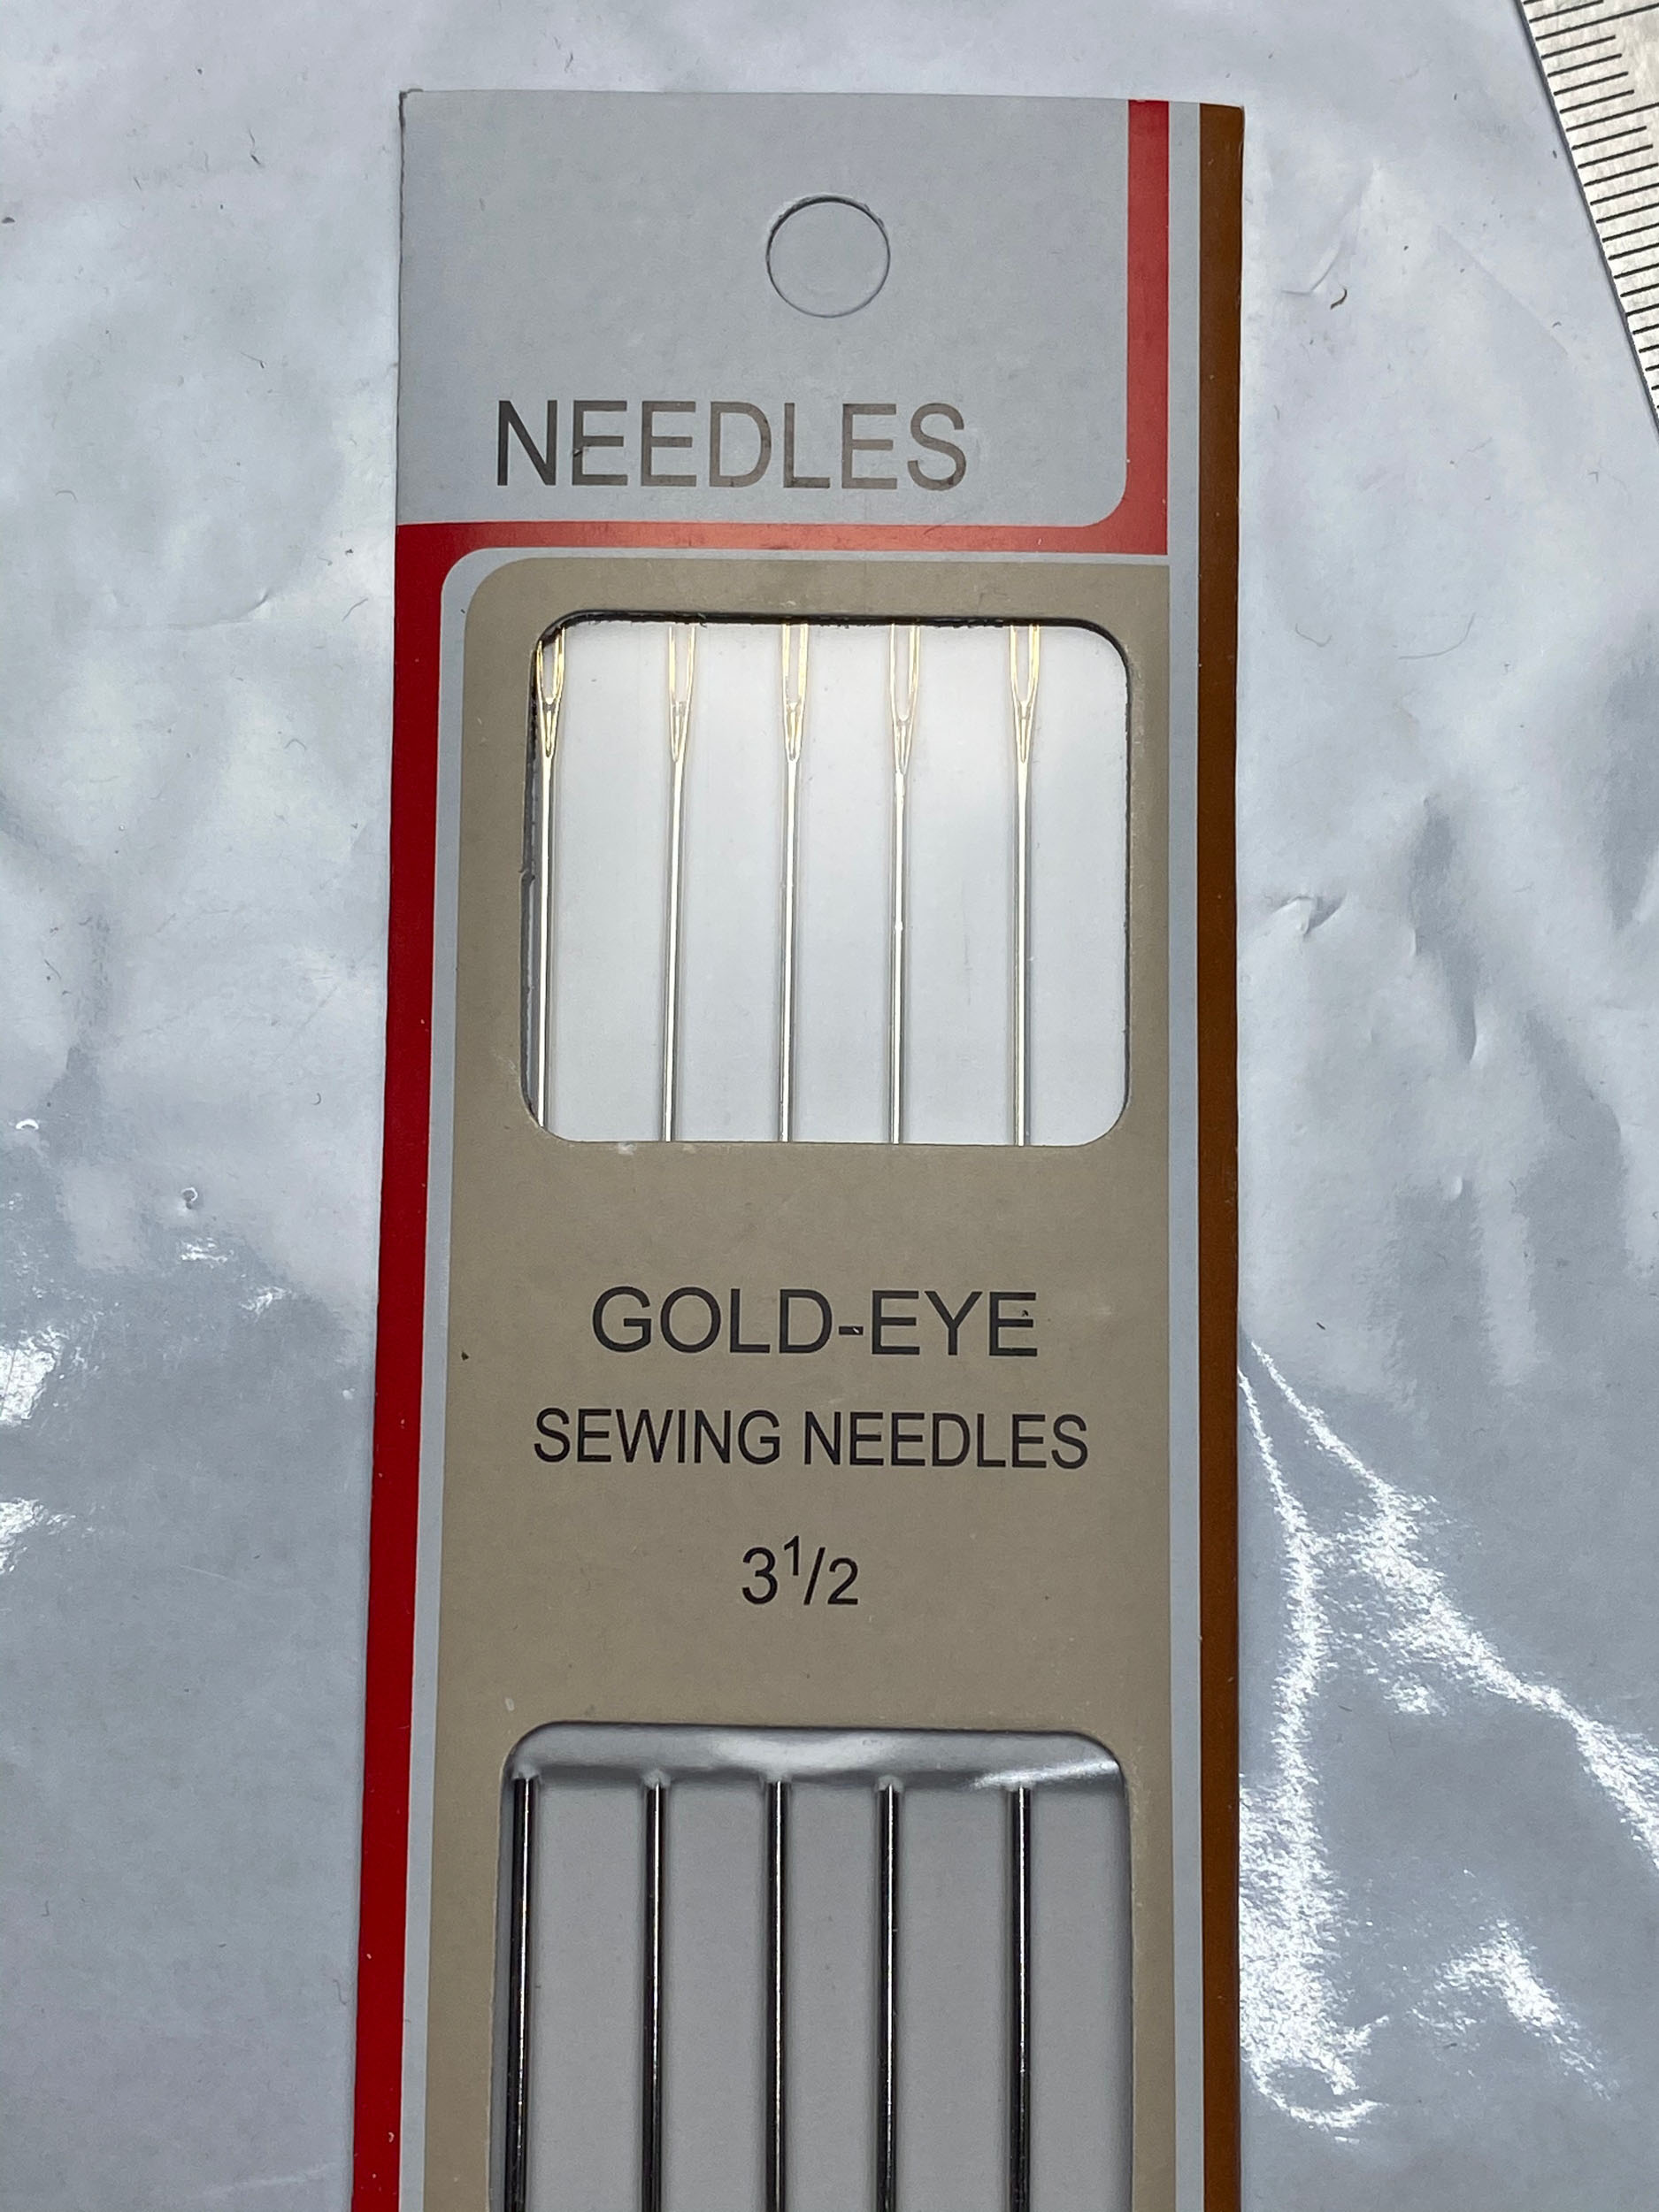 NEEDLES
GOLD-EYE
SEWING NEEDLES
3 1/2